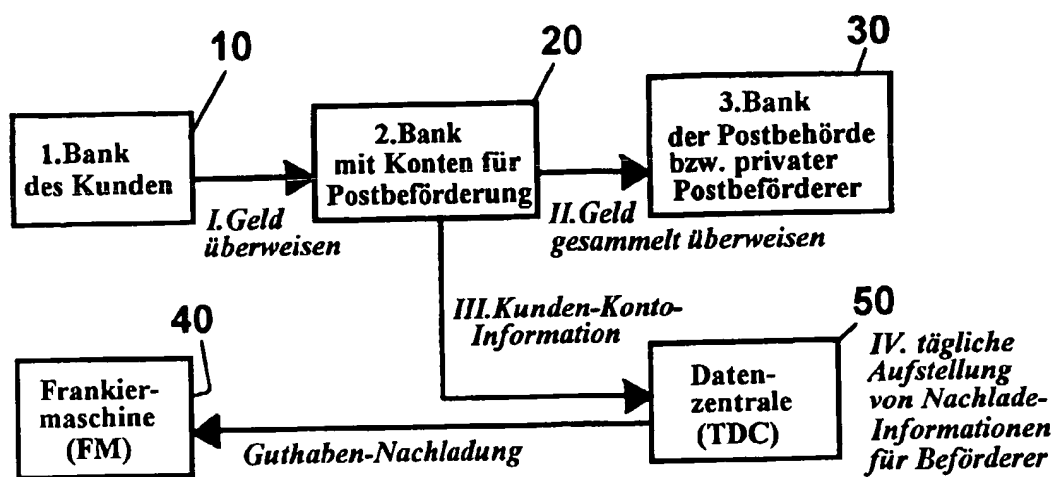 10
20
30
1.Bank
des Kunden
2.Bank
mit Konten für
Postbeförderung
3.Bank
der Postbehörde
bzw. privater
Postbeförderer
I.Geld
überweisen
II.Geld
gesammelt überweisen
III.Kunden-Konto-
Information
40
50
Frankier-
maschine
(FM)
Daten-
zentrale
(TDC)
IV. tägliche
Aufstellung
von Nachlade-
Informationen
für Beförderer
Guthaben-Nachladung